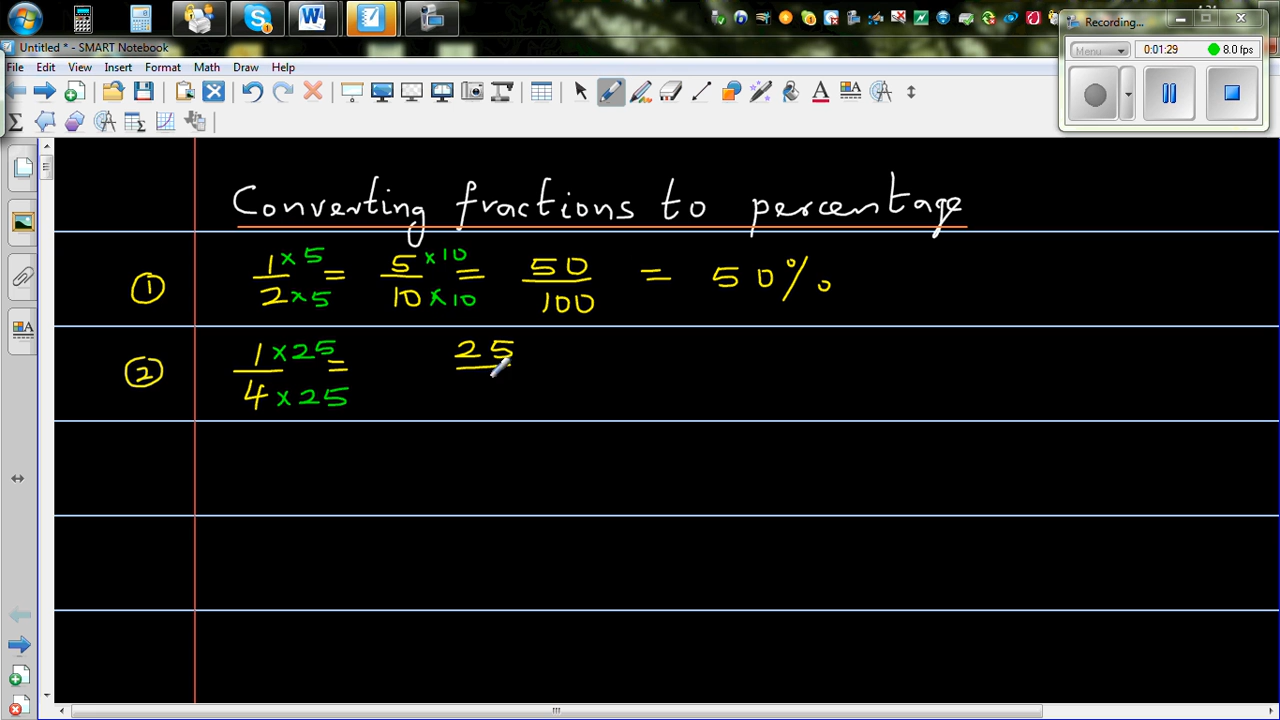 Recording...
Untitled * - SMART Notebook
Menu
0:01:29
8.0 fps
File Edit View Insert Format Math Draw Help
Converting fractions to percentage
① 1 × 5 / 2 × 5 = 5 × 10 / 10 × 10 = 50 / 100 = 50%
② 1 × 25 / 4 × 25 = 25